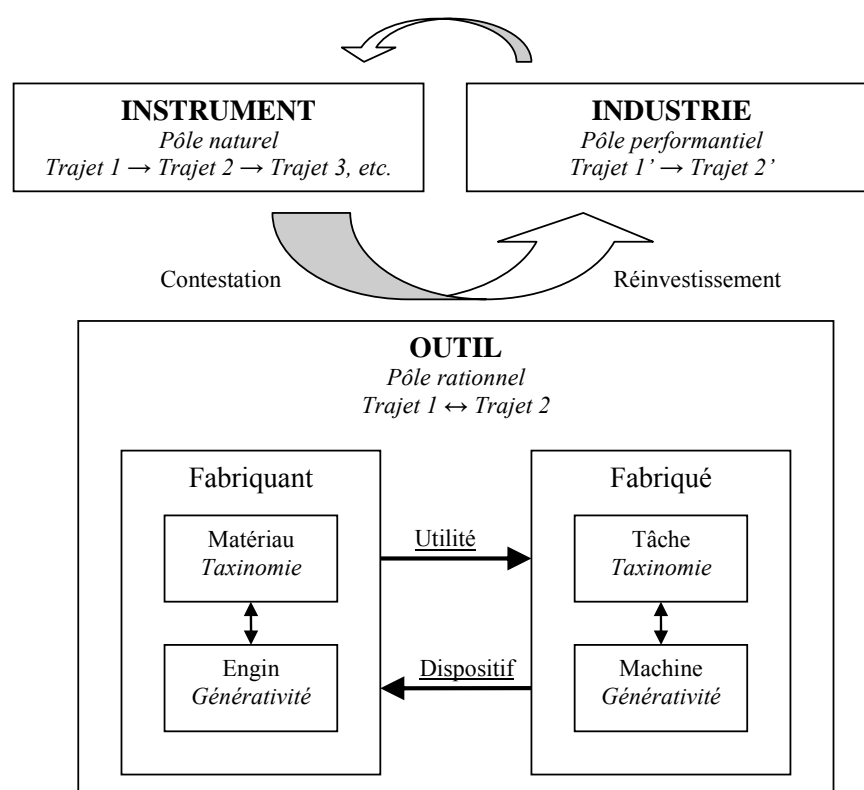 INSTRUMENT
Pôle naturel
Trajet 1 → Trajet 2 → Trajet 3, etc.
INDUSTRIE
Pôle performantiel
Trajet 1’ → Trajet 2’
Contestation
Réinvestissement
OUTIL
Pôle rationnel
Trajet 1 ↔ Trajet 2
Fabriquant
Matériau
Taxinomie
Engin
Générativité
Utilité
Dispositif
Fabriqué
Tâche
Taxinomie
Machine
Générativité